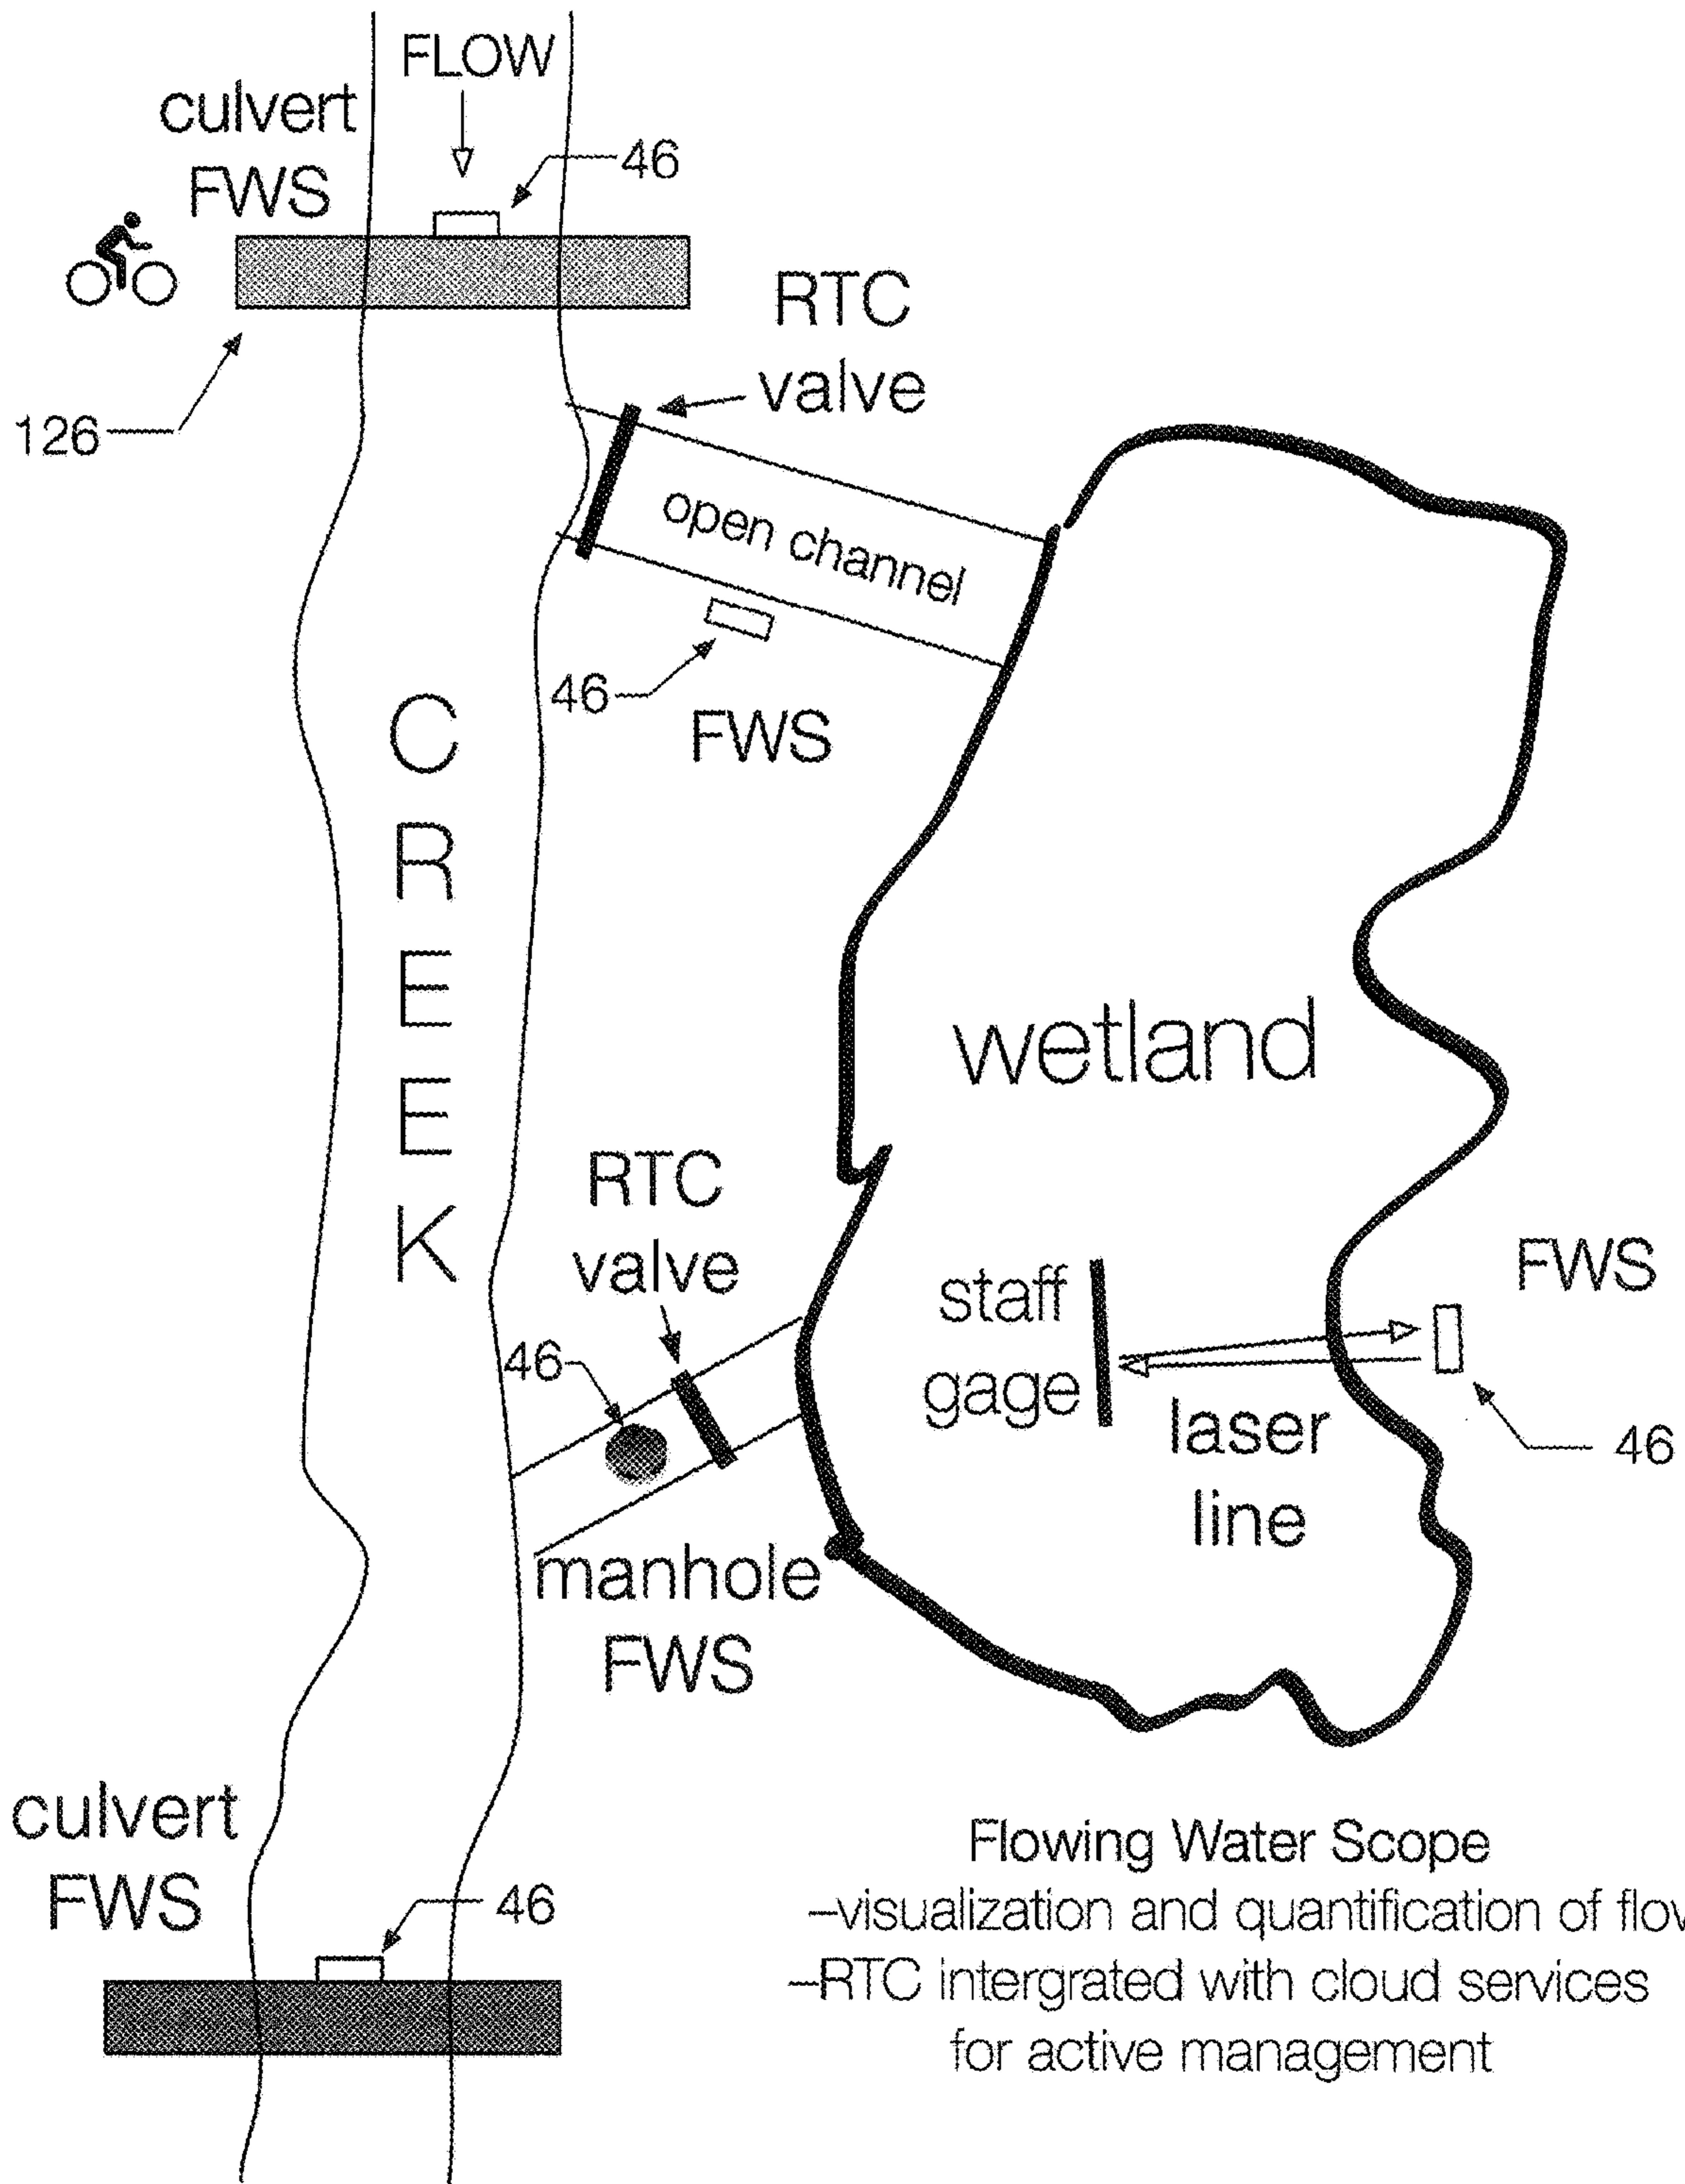 FLOW
culvert
FWS
46
126
RTC
valve
open channel
46
FWS
CREEK
wetland
RTC
valve
46
manhole
FWS
staff
gage
laser
line
FWS
46
culvert
FWS
46
Flowing Water Scope
–visualization and quantification of flow
–RTC intergrated with cloud services
for active management